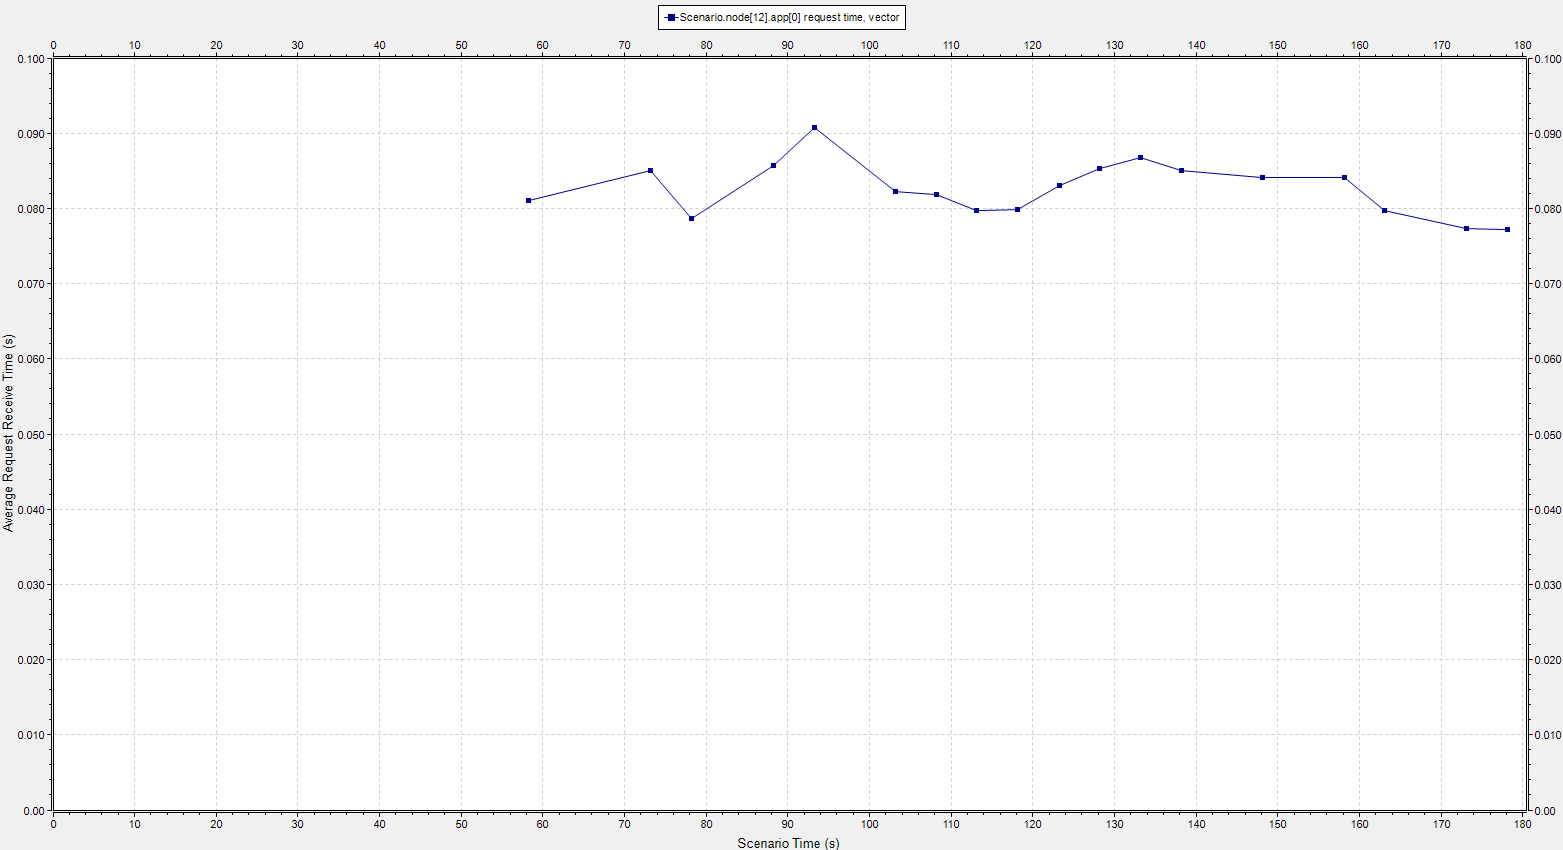 Scenario.node[12].app[0] request time, vector
0 10 20 30 40 50 60 70 80 90 100 110 120 130 140 150 160 170 180
0.100 0.100
0.090 0.090
0.080 0.080
0.070 0.070
0.060 0.060
0.050 0.050
0.040 0.040
0.030 0.030
0.020 0.020
0.010 0.010
0.00 0.00
Average Request Receive Time (s)
0 10 20 30 40 50 60 70 80 90 100 110 120 130 140 150 160 170 180
Scenario Time (s)